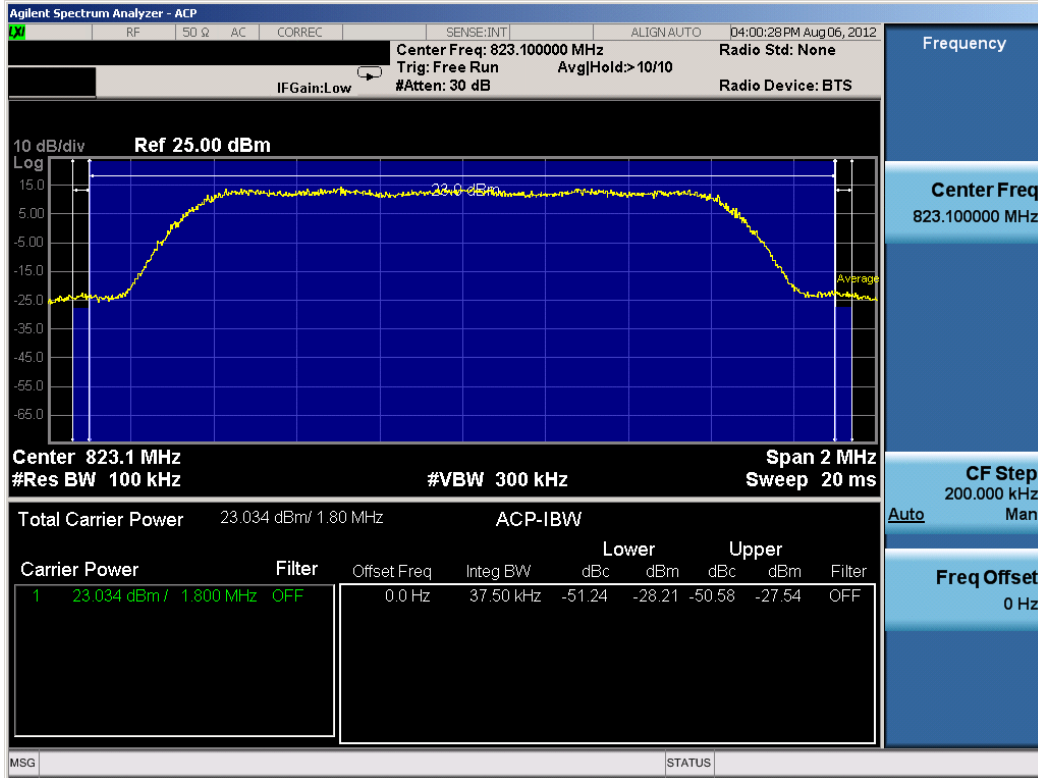 Agilent Spectrum Analyzer - ACP
LXI RF 50 Ω AC CORREC SENSE:INT ALIGN AUTO 04:00:28 PM Aug 06, 2012
Center Freq: 823.100000 MHz Radio Std: None
Trig: Free Run Avg|Hold:> 10/10
IFGain:Low #Atten: 30 dB Radio Device: BTS
10 dB/div Ref 25.00 dBm
Log
15.0
23.0 dBm
5.00
-5.00
-15.0
Average
-25.0
-35.0
-45.0
-55.0
-65.0
Center 823.1 MHz Span 2 MHz
#Res BW 100 kHz #VBW 300 kHz Sweep 20 ms
Total Carrier Power 23.034 dBm/ 1.80 MHz ACP-IBW
Lower Upper
Carrier Power Filter Offset Freq Integ BW dBc dBm dBc dBm Filter
1 23.034 dBm / 1.800 MHz OFF 0.0 Hz 37.50 kHz -51.24 -28.21 -50.58 -27.54 OFF
MSG STATUS
Frequency
Center Freq
823.100000 MHz
CF Step
200.000 kHz
Auto Man
Freq Offset
0 Hz